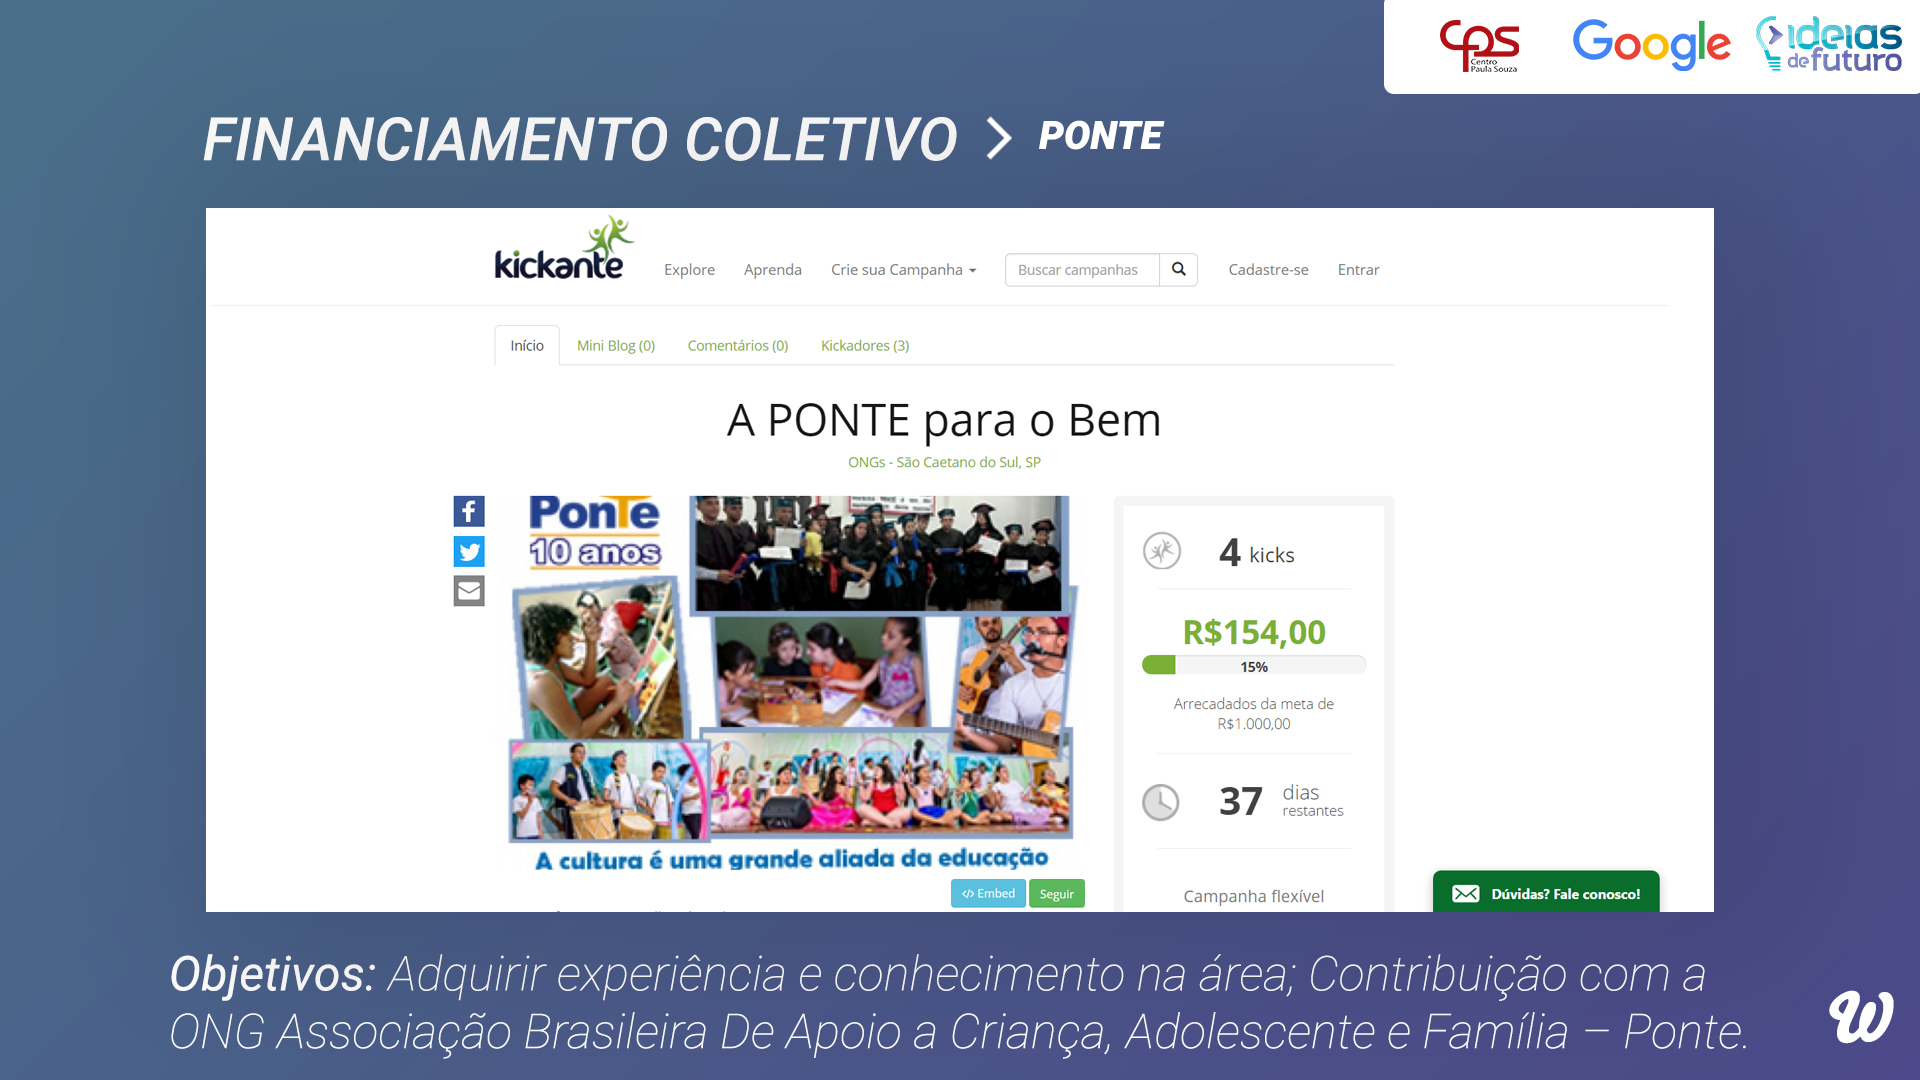 CPS
Centro
Paula Souza
Google
ideias
de futuro
FINANCIAMENTO COLETIVO > PONTE
kickante
Explore
Aprenda
Crie sua Campanha
Buscar campanhas
Cadastre-se
Entrar
Início
Mini Blog (0)
Comentários (0)
Kickadores (3)
A PONTE para o Bem
ONGs - São Caetano do Sul, SP
PonTe
10 anos
A cultura é uma grande aliada da educação
</> Embed
Seguir
4 kicks
R$154,00
15%
Arrecadados da meta de
R$1.000,00
37 dias
restantes
Campanha flexível
Dúvidas? Fale conosco!
Objetivos: Adquirir experiência e conhecimento na área; Contribuição com a
ONG Associação Brasileira De Apoio a Criança, Adolescente e Família – Ponte.
W